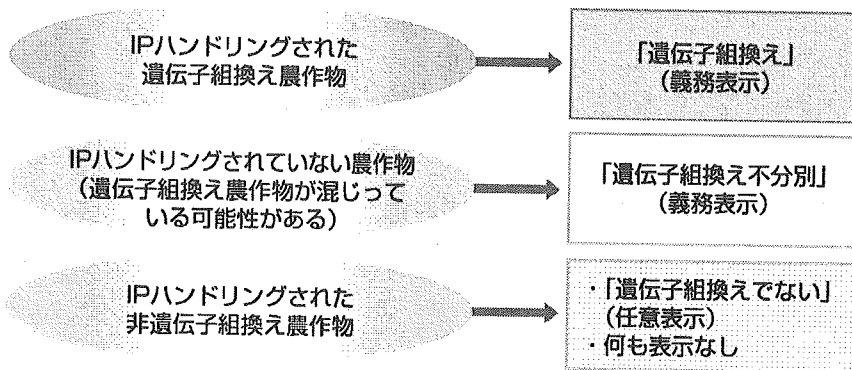 IPハンドリングされた
遺伝子組換え農作物
「遺伝子組換え」
（義務表示）
IPハンドリングされていない農作物
（遺伝子組換え農作物が混じって
いる可能性がある）
「遺伝子組換え不分別」
（義務表示）
IPハンドリングされた
非遺伝子組換え農作物
・「遺伝子組換えでない」
（任意表示）
・何も表示なし